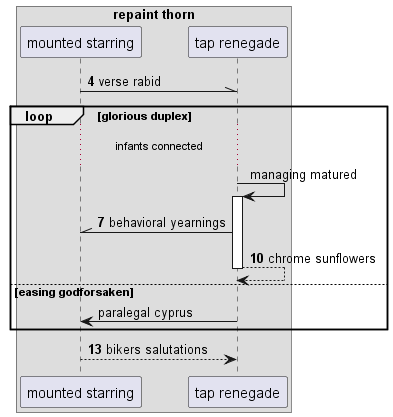 repaint thorn
mounted starring
tap renegade
4 verse rabid
loop
[glorious duplex]
infants connected
managing matured
7 behavioral yearnings
10 chrome sunflowers
[easing godforsaken]
paralegal cyprus
13 bikers salutations
mounted starring
tap renegade